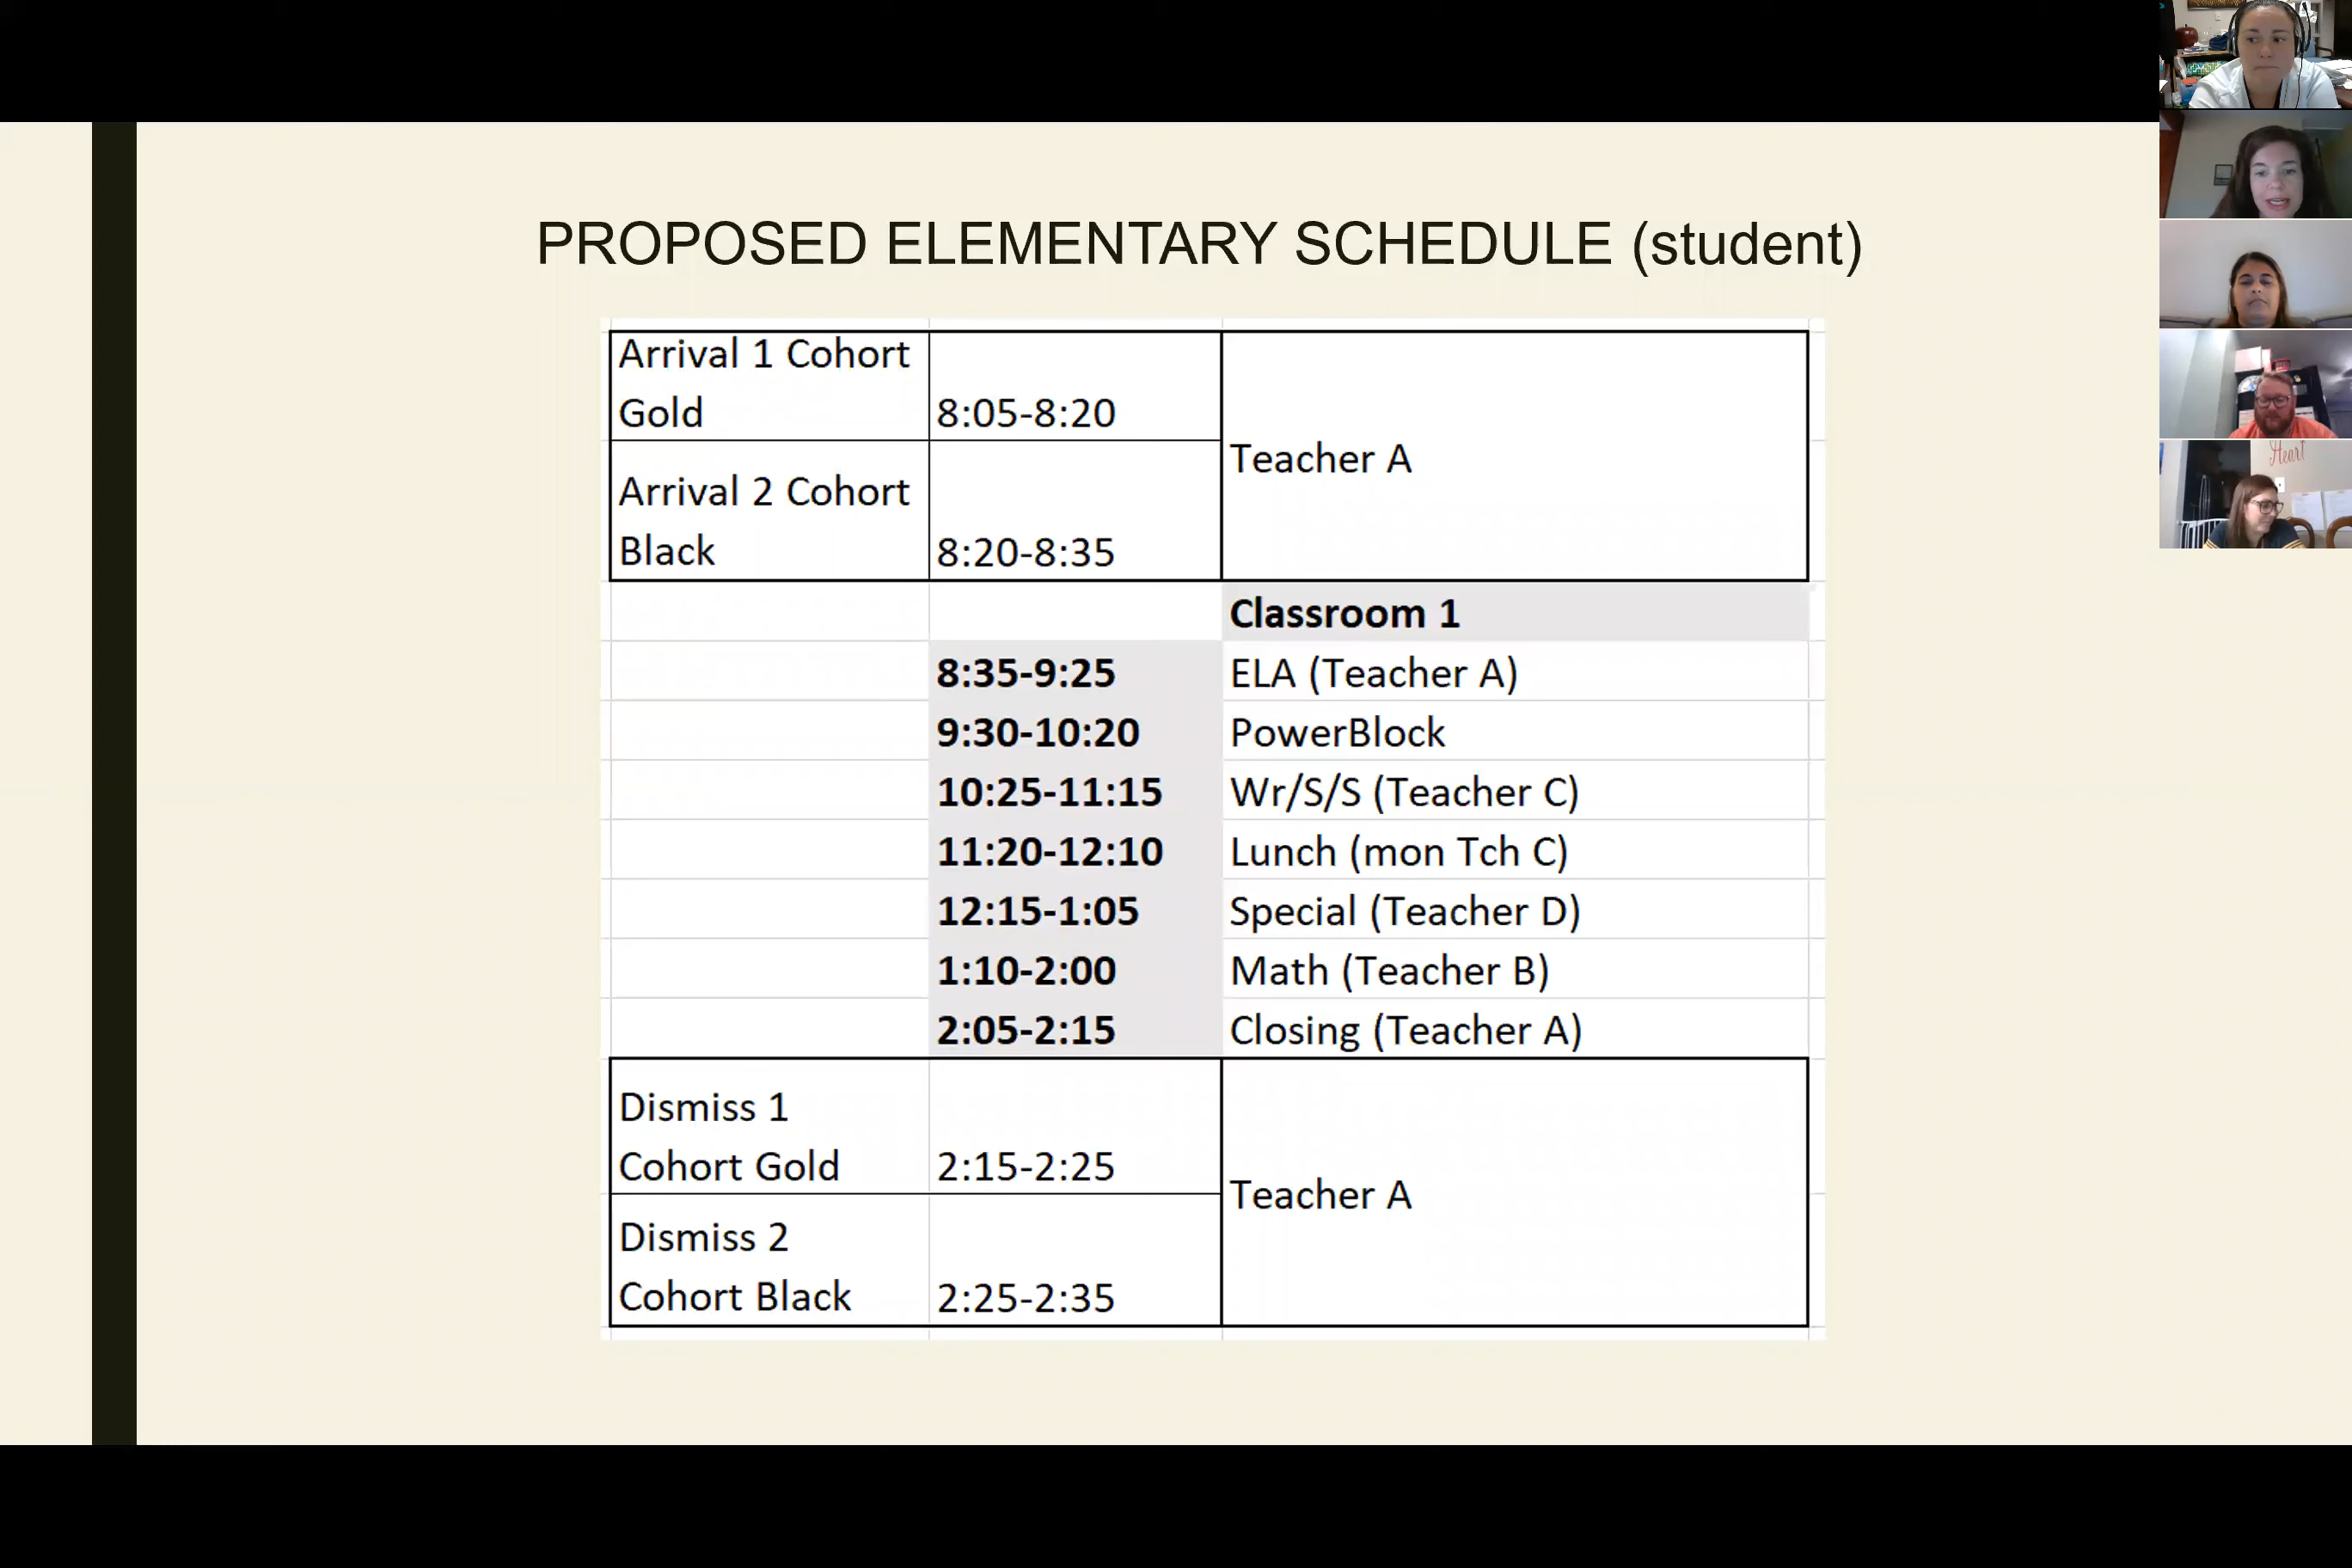 PROPOSED ELEMENTARY SCHEDULE (student)
Arrival 1 Cohort
Gold
8:05-8:20
Teacher A
Arrival 2 Cohort
Black
8:20-8:35
Classroom 1
8:35-9:25 ELA (Teacher A)
9:30-10:20 PowerBlock
10:25-11:15 Wr/S/S (Teacher C)
11:20-12:10 Lunch (mon Tch C)
12:15-1:05 Special (Teacher D)
1:10-2:00 Math (Teacher B)
2:05-2:15 Closing (Teacher A)
Dismiss 1
Cohort Gold
2:15-2:25
Teacher A
Dismiss 2
Cohort Black
2:25-2:35
Heart